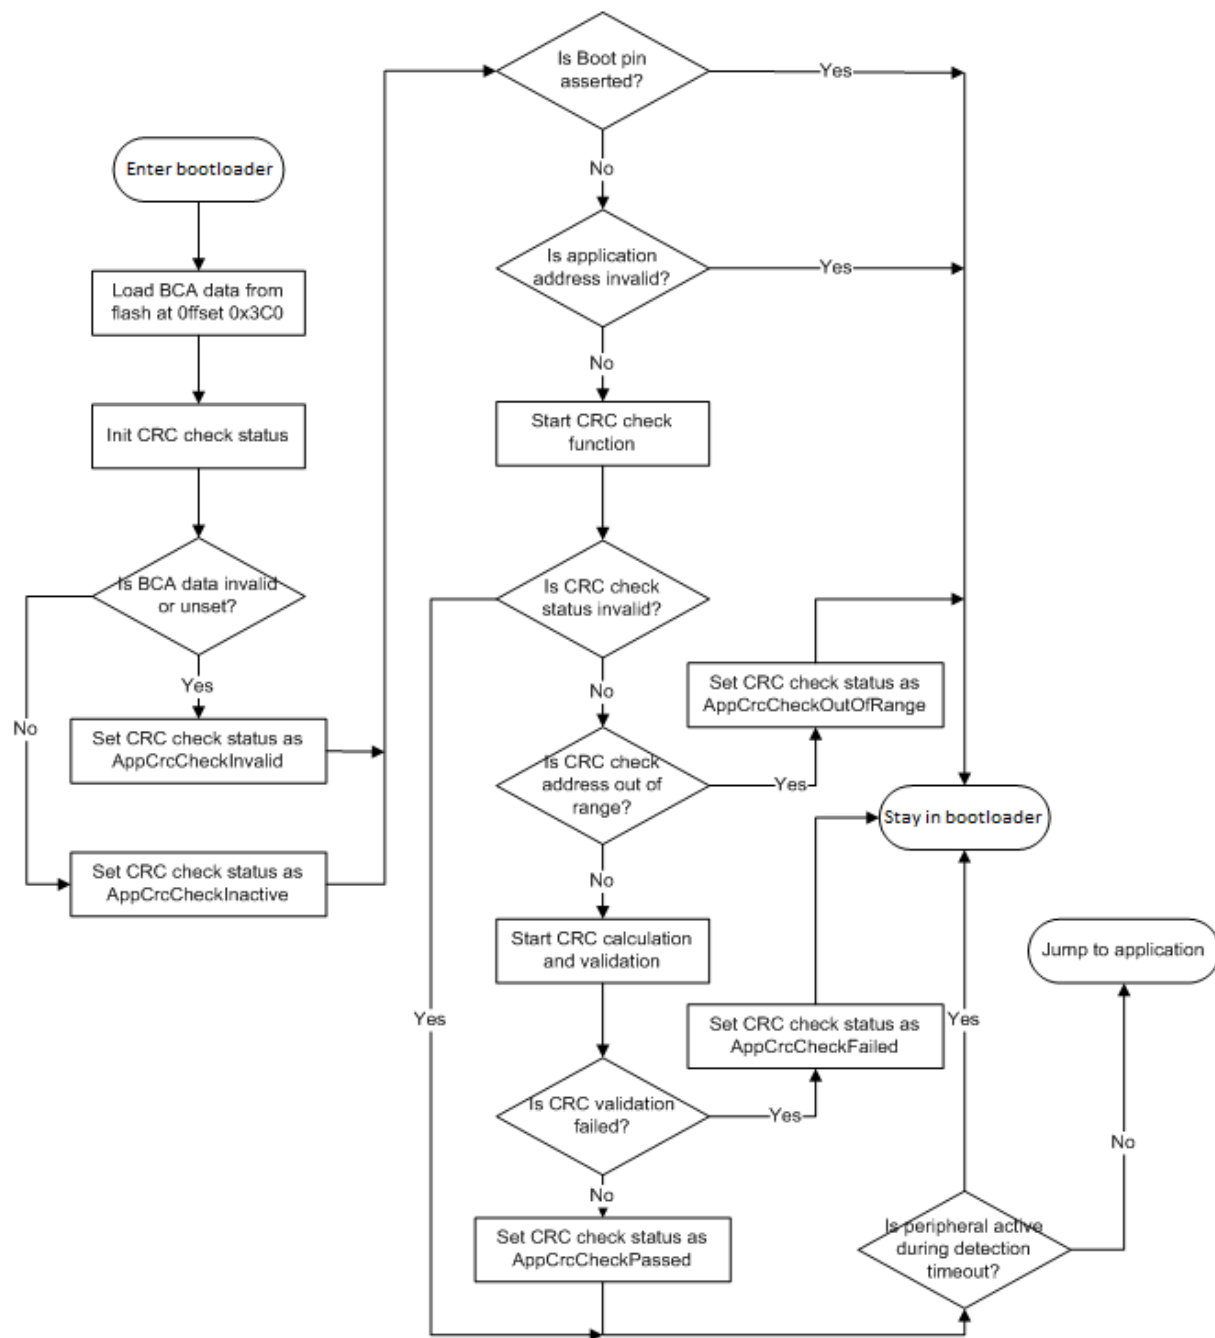 Enter bootloader
Load BCA data from
flash at 0ffset 0x3C0
Init CRC check status
Is BCA data invalid
or unset?
Yes
No
Set CRC check status as
AppCrcCheckInvalid
Set CRC check status as
AppCrcCheckInactive
Is Boot pin
asserted?
Yes
No
Is application
address invalid?
Yes
No
Start CRC check
function
Is CRC check
status invalid?
No
Yes
Is CRC check
address out of
range?
Yes
Set CRC check status as
AppCrcCheckOutOfRange
No
Start CRC calculation
and validation
Is CRC validation
failed?
Yes
Set CRC check status as
AppCrcCheckFailed
No
Set CRC check status as
AppCrcCheckPassed
Stay in bootloader
Yes
Is peripheral active
during detection
timeout?
No
Jump to application